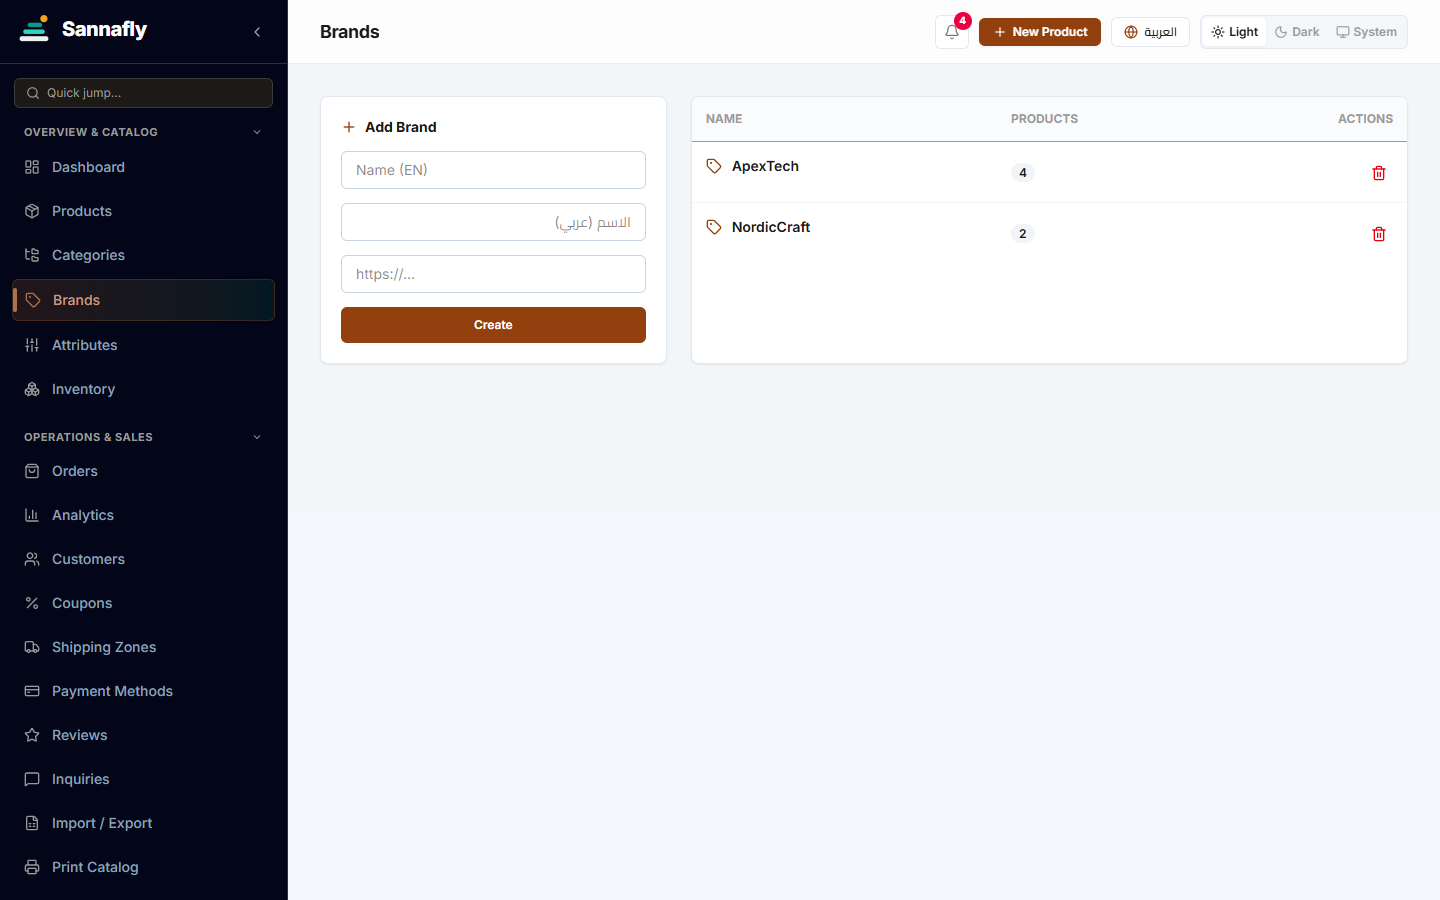 Sannafly
Quick jump...
OVERVIEW & CATALOG
Dashboard
Products
Categories
Brands
Attributes
Inventory
OPERATIONS & SALES
Orders
Analytics
Customers
Coupons
Shipping Zones
Payment Methods
Reviews
Inquiries
Import / Export
Print Catalog
Brands
4
New Product
العربية
Light
Dark
System
Add Brand
Name (EN)
الاسم (عربي)
https://...
Create
NAME PRODUCTS ACTIONS
ApexTech 4
NordicCraft 2